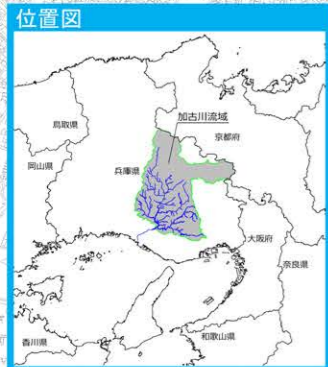 位置図
加古川流域
鳥取県
京都府
岡山県
兵庫県
大阪府
奈良県
香川県
和歌山県